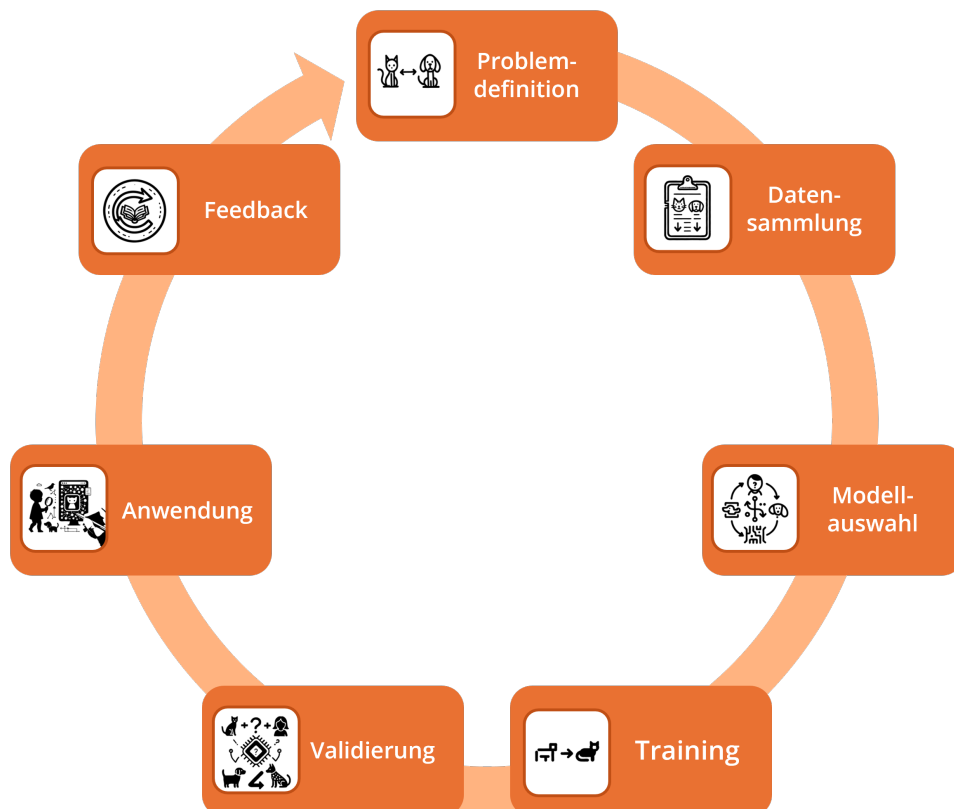 Problem-
definition
Daten-
sammlung
Modell-
auswahl
Training
Validierung
Anwendung
Feedback